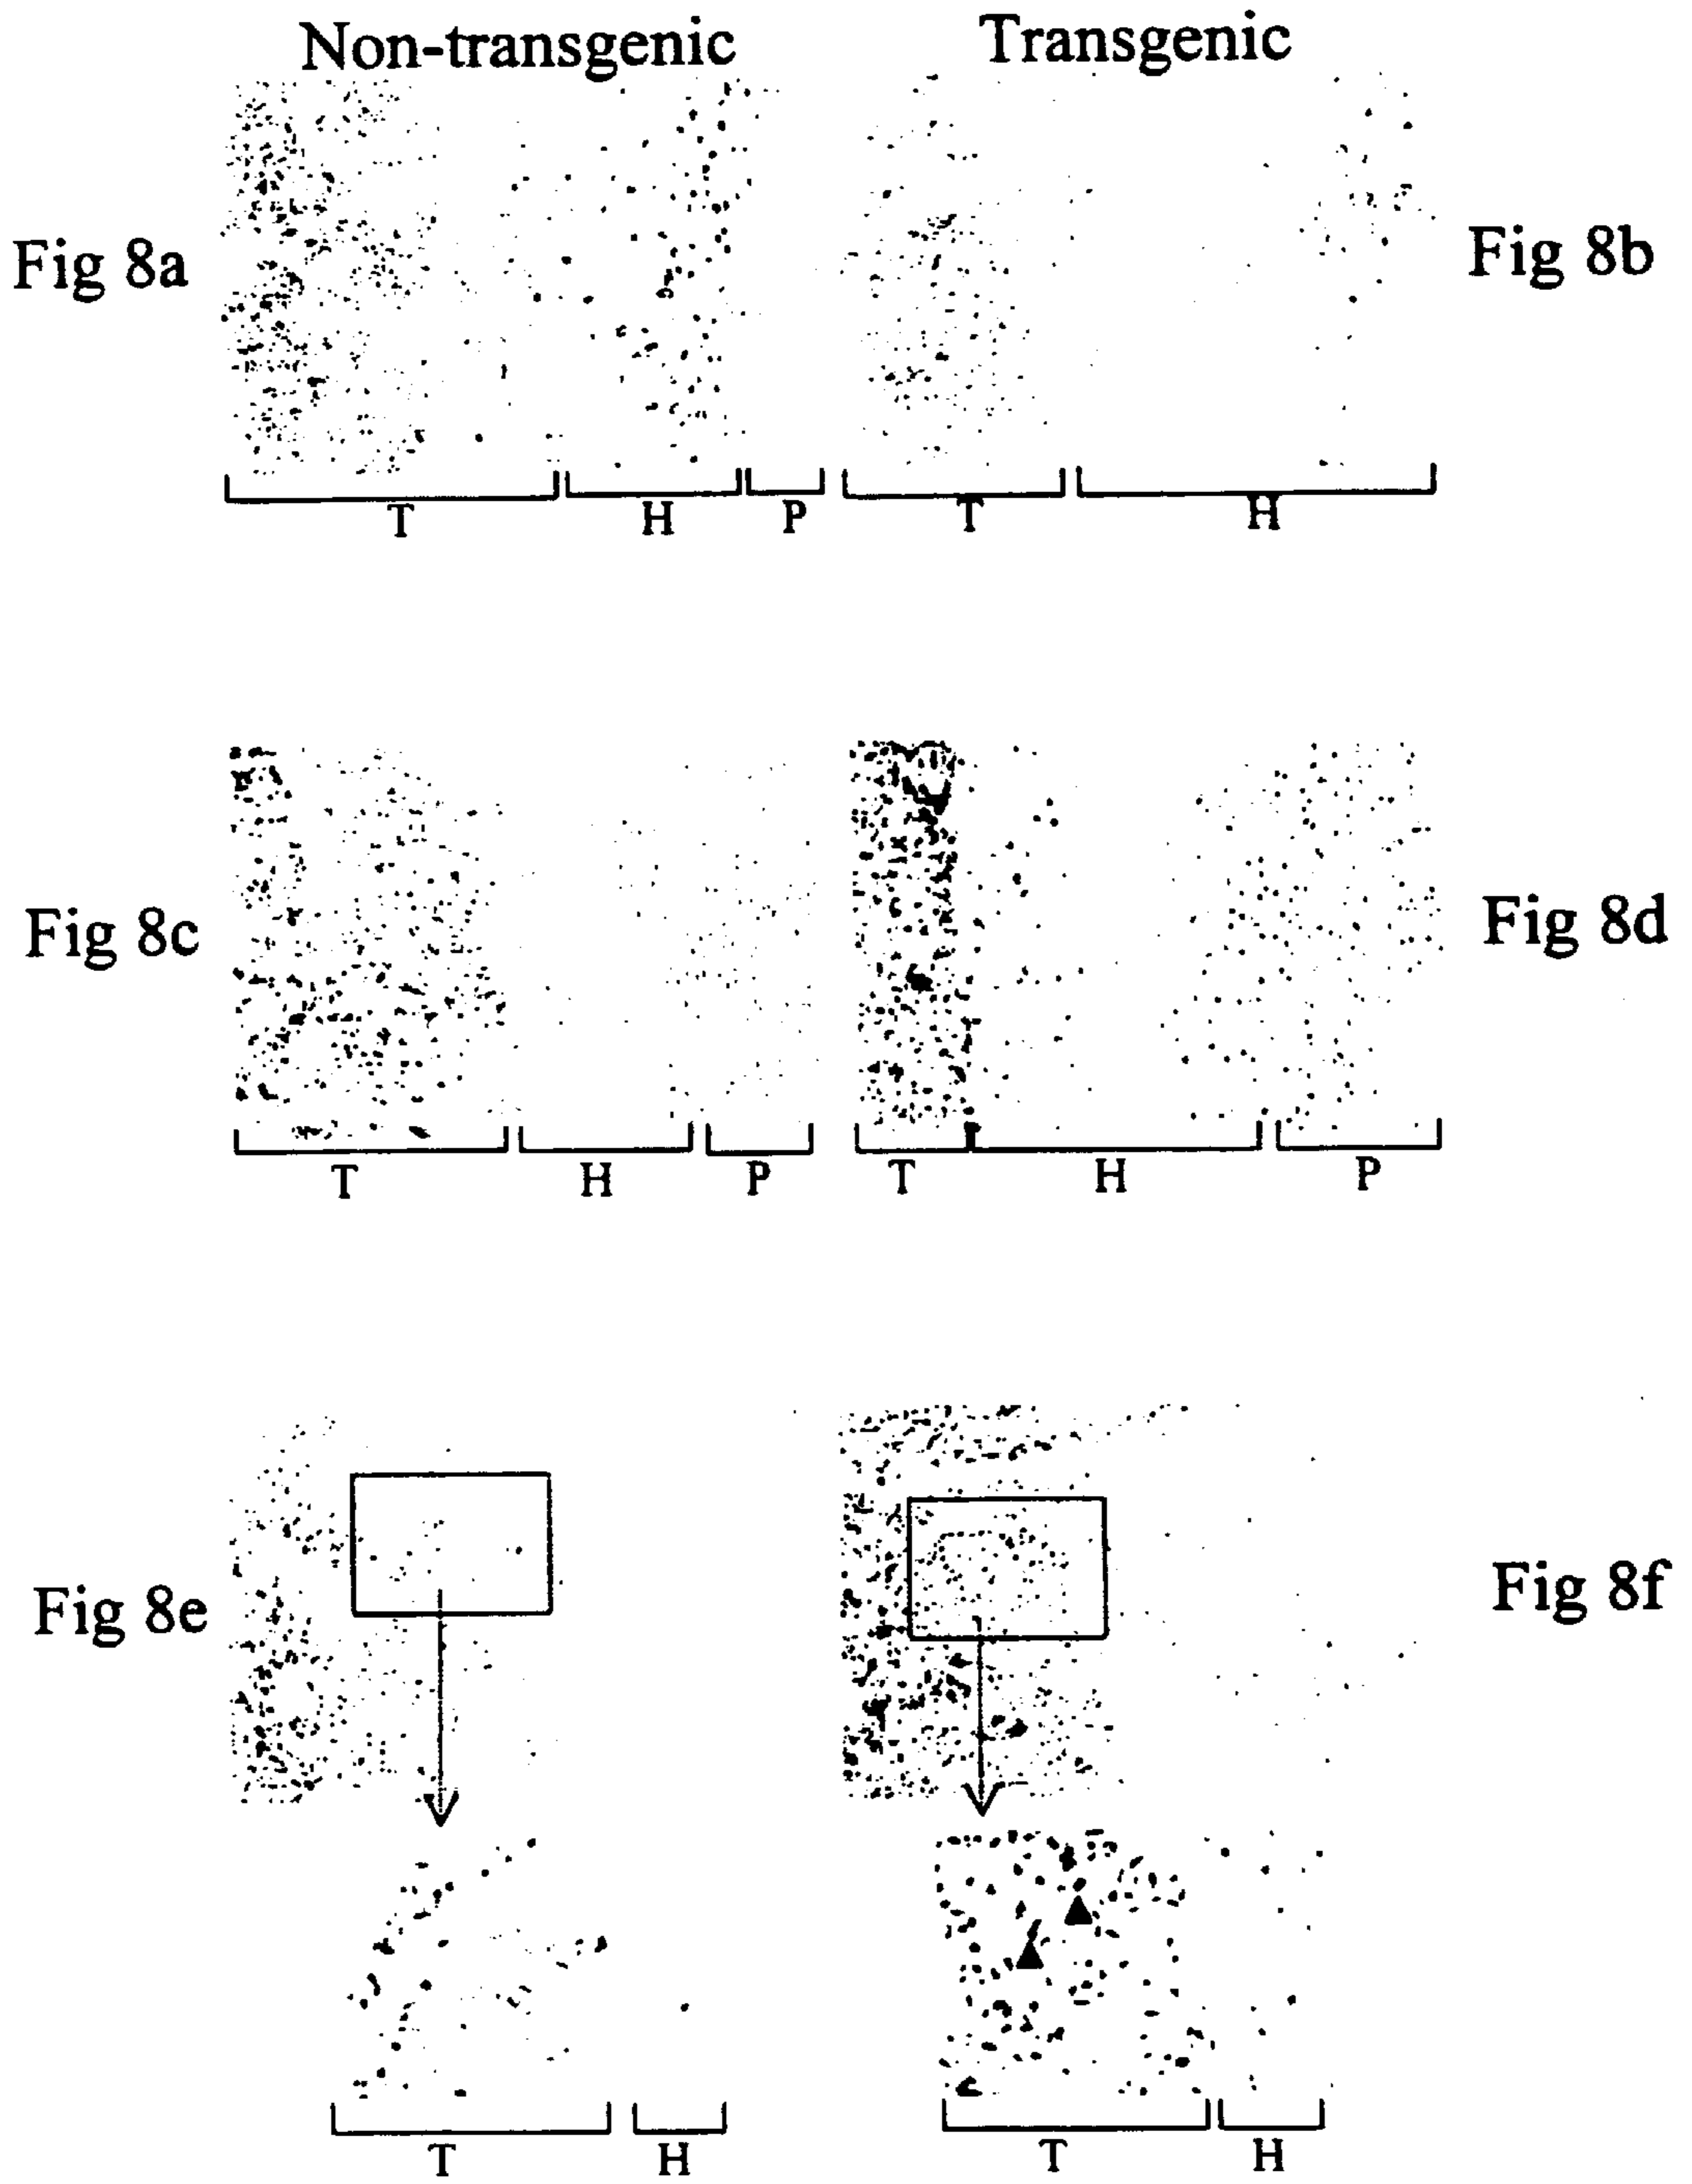 Non-transgenic Transgenic
Fig 8a Fig 8b
T H P T H
Fig 8c Fig 8d
T H P T H P
Fig 8e Fig 8f
T H T H